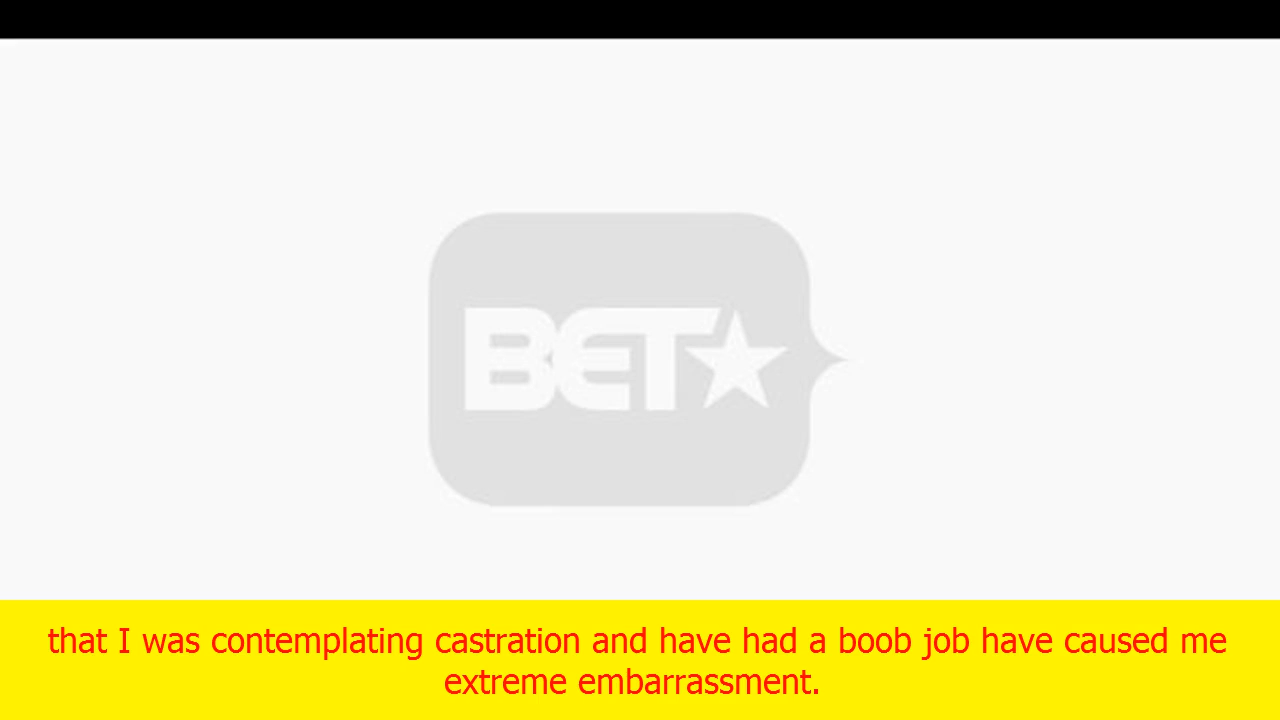 BET
that I was contemplating castration and have had a boob job have caused me
extreme embarrassment.